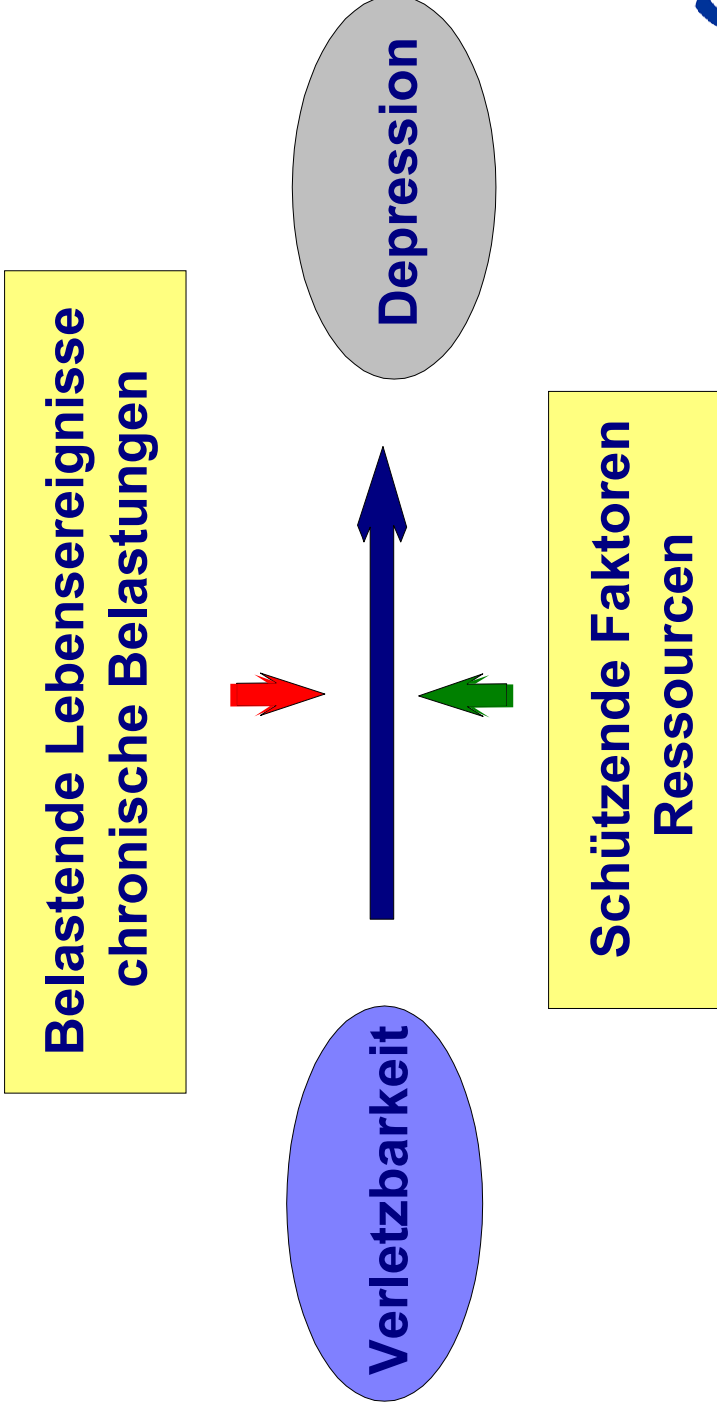 Belastende Lebensereignisse
chronische Belastungen
Verletzbarkeit
Depression
Schützende Faktoren
Ressourcen